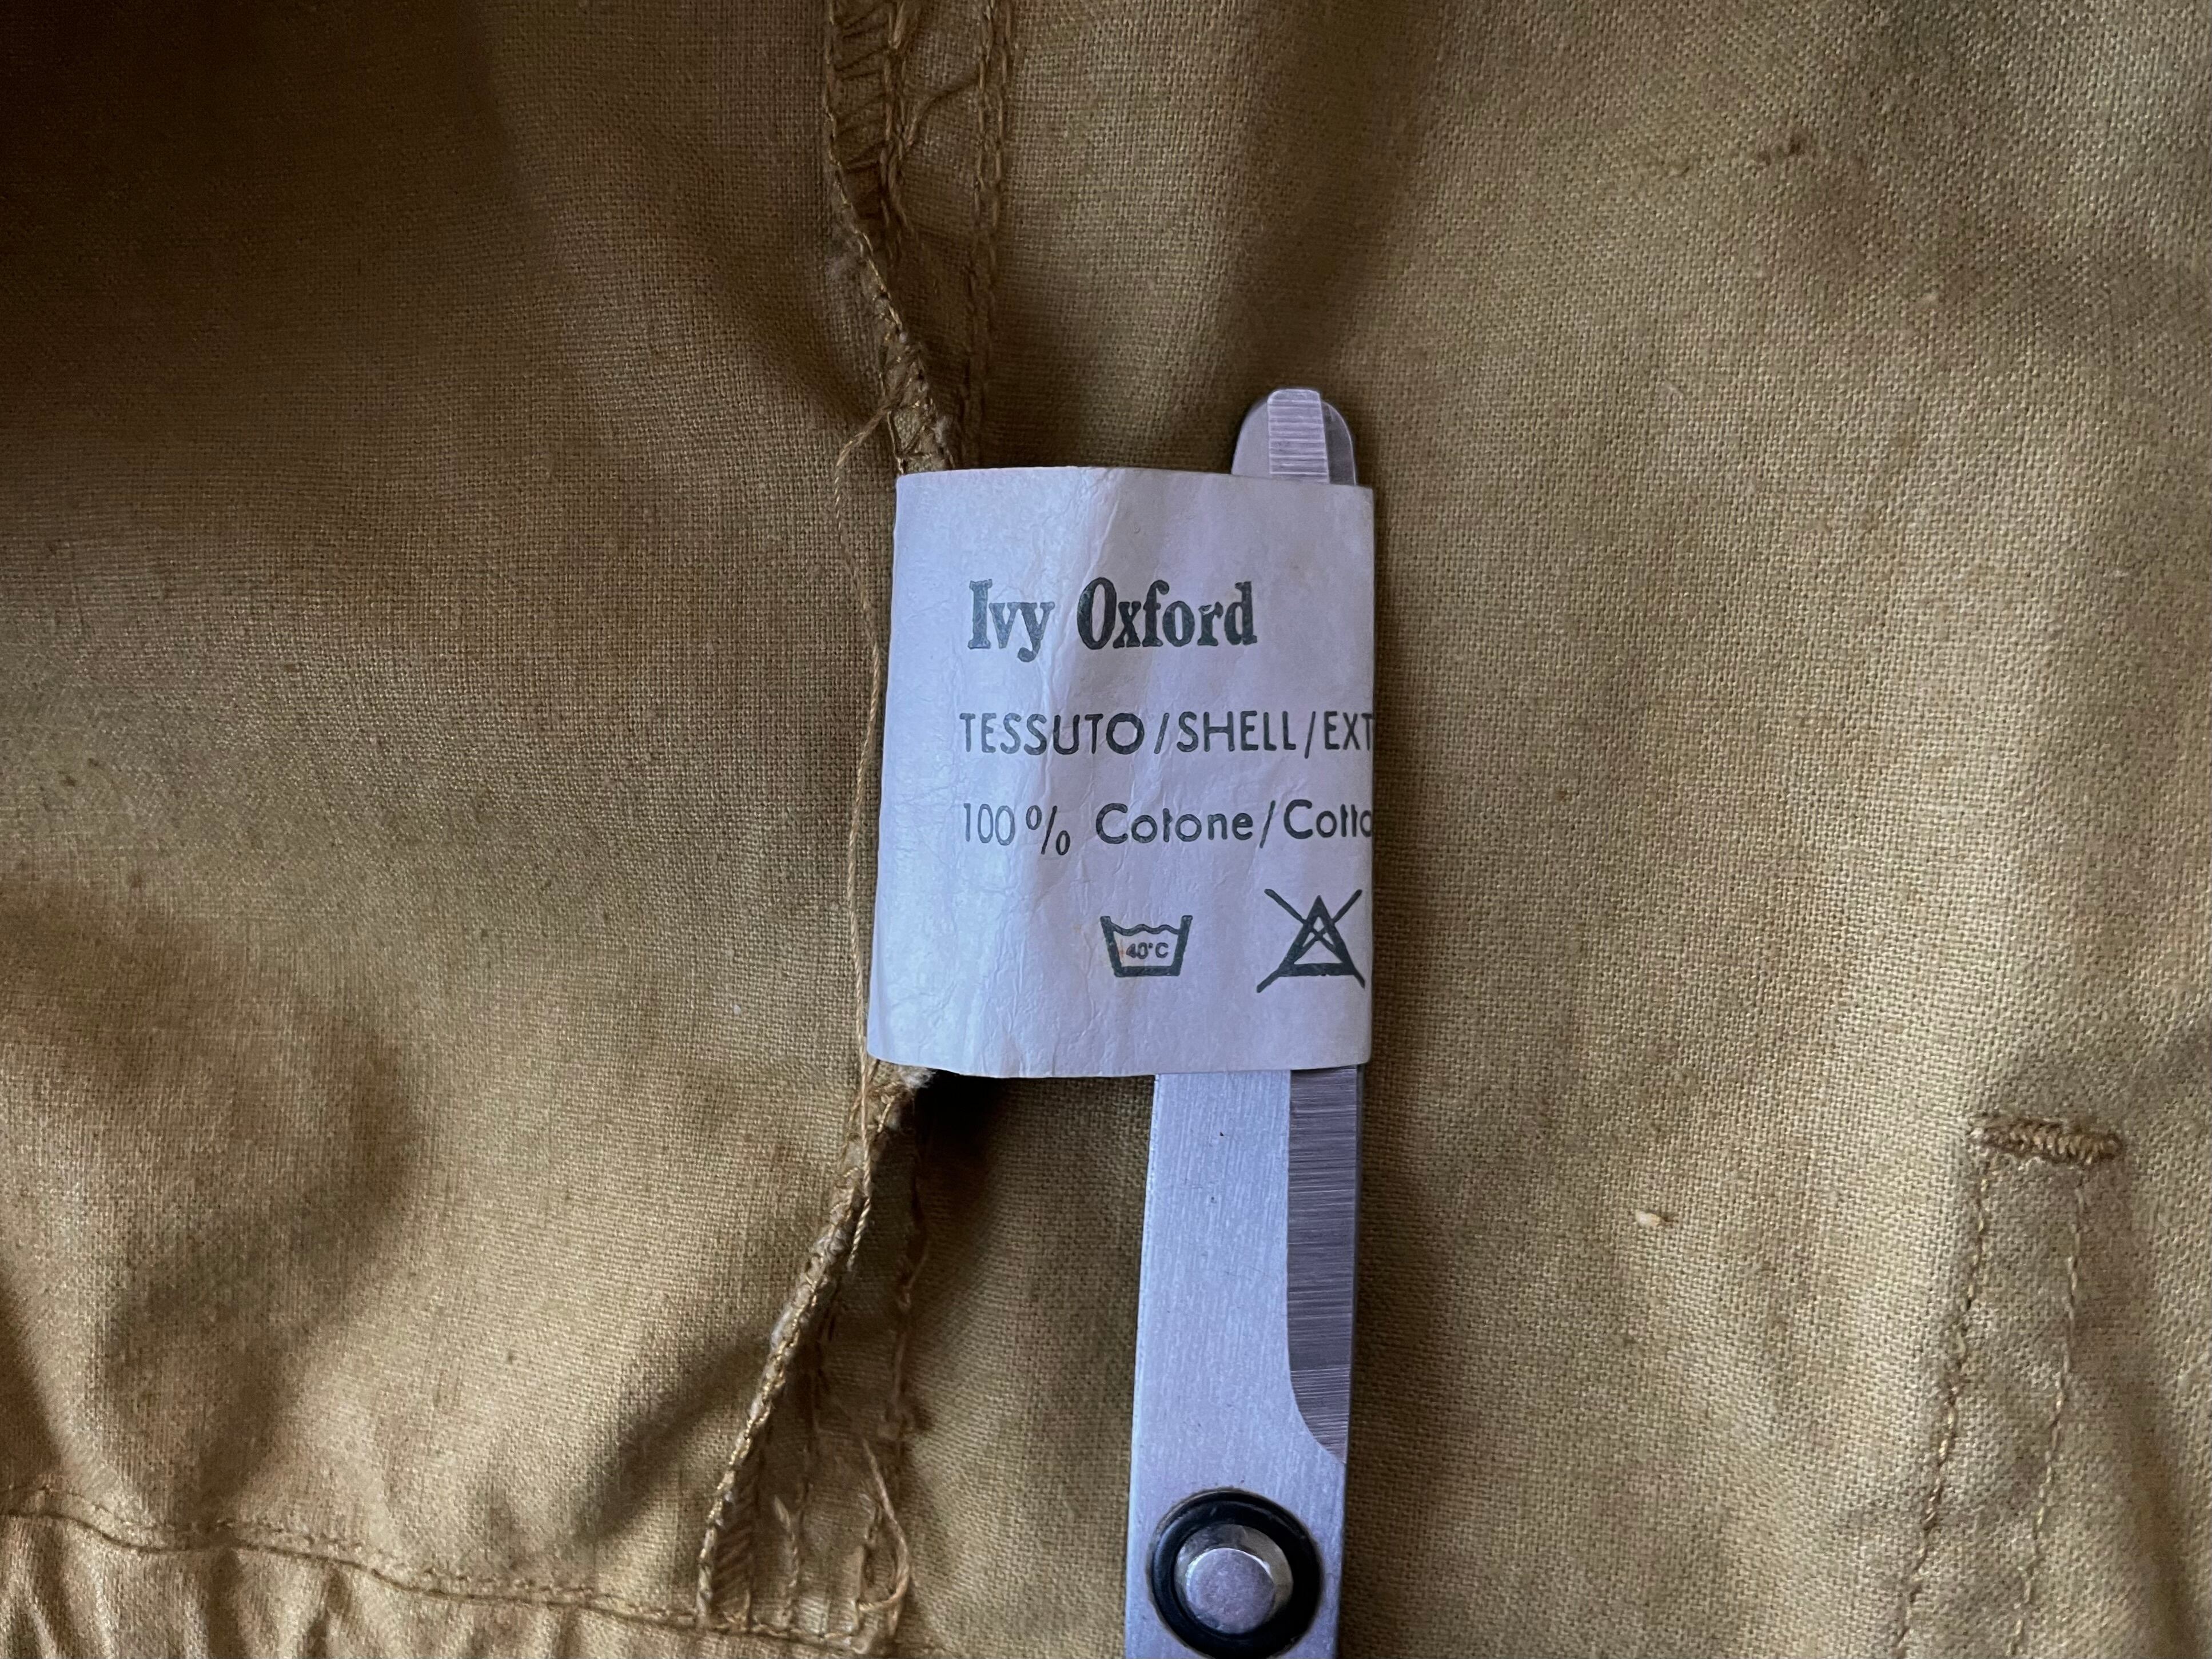 Ivy Oxford
TESSUTO/SHELL/EXT
100% Cotone/Cotto
40°C